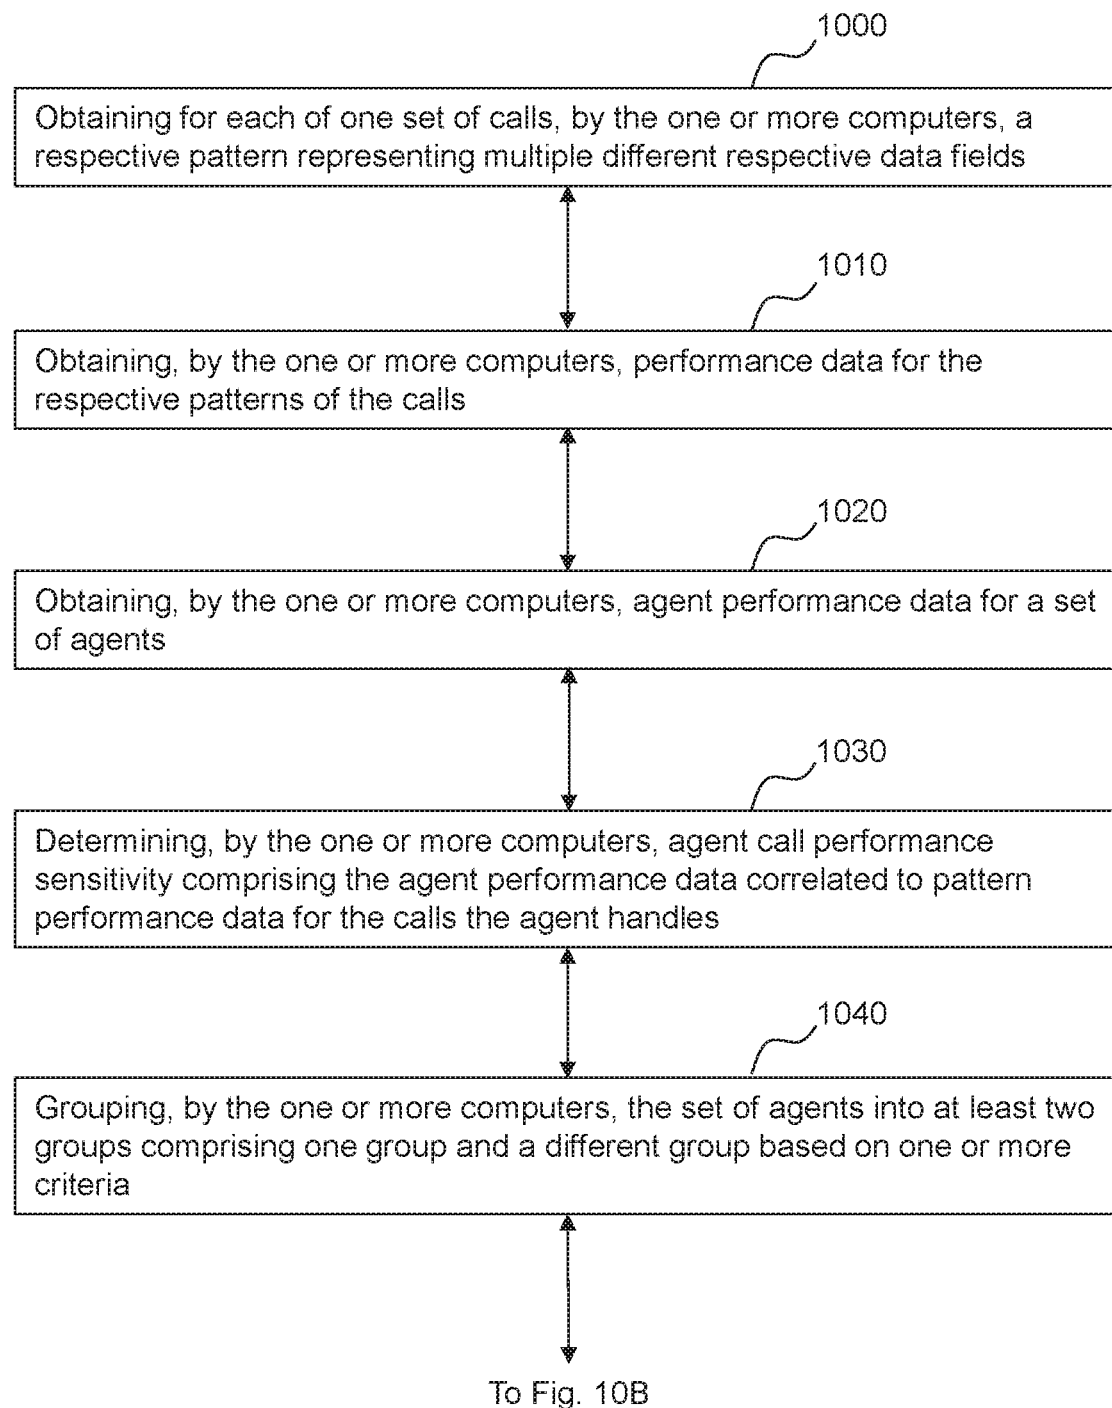 1000
Obtaining for each of one set of calls, by the one or more computers, a
respective pattern representing multiple different respective data fields
1010
Obtaining, by the one or more computers, performance data for the
respective patterns of the calls
1020
Obtaining, by the one or more computers, agent performance data for a set
of agents
1030
Determining, by the one or more computers, agent call performance
sensitivity comprising the agent performance data correlated to pattern
performance data for the calls the agent handles
1040
Grouping, by the one or more computers, the set of agents into at least two
groups comprising one group and a different group based on one or more
criteria
To Fig. 10B